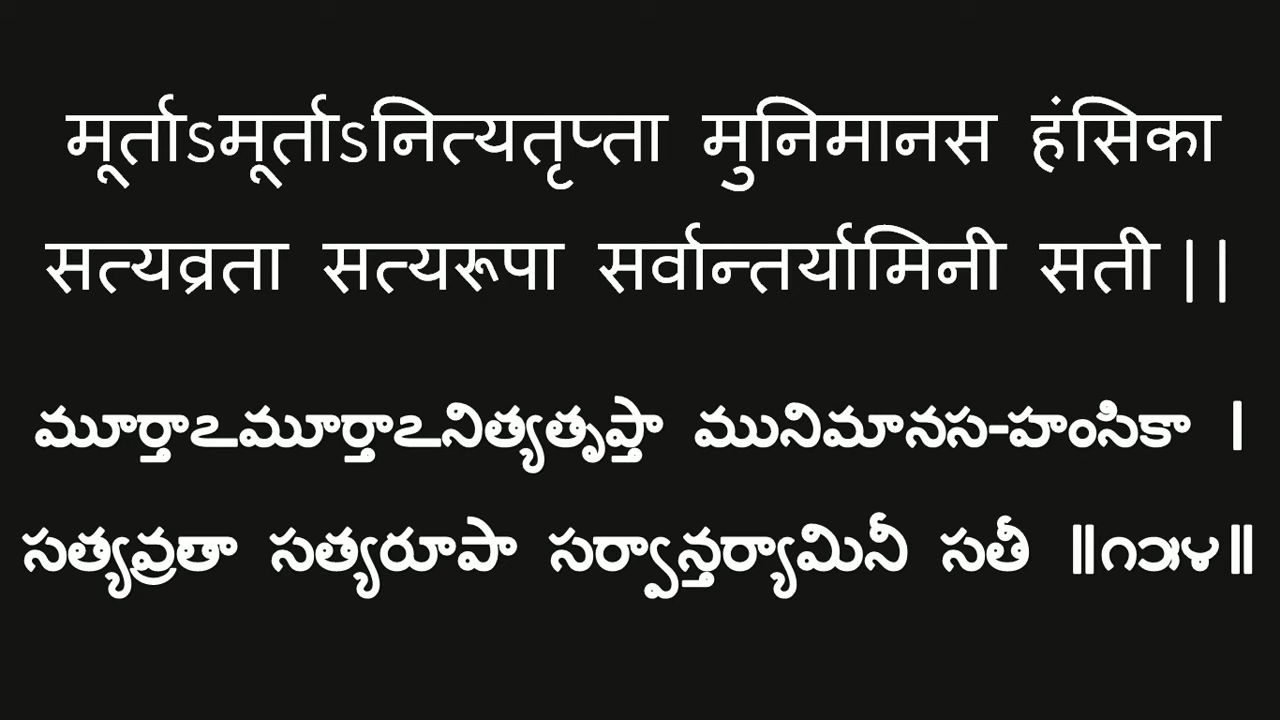 मूर्ताऽमूर्ताऽनित्यतृप्ता मुनिमानस हंसिका
सत्यव्रता सत्यरूपा सर्वान्तर्यामिनी सती ||
మూర్తాఽమూర్తాఽనిత్యతృప్తా మునిమానస-హంసికా |
సత్యవ్రతా సత్యరూపా సర్వాన్తర్యామినీ సతీ ॥౧౫౪॥